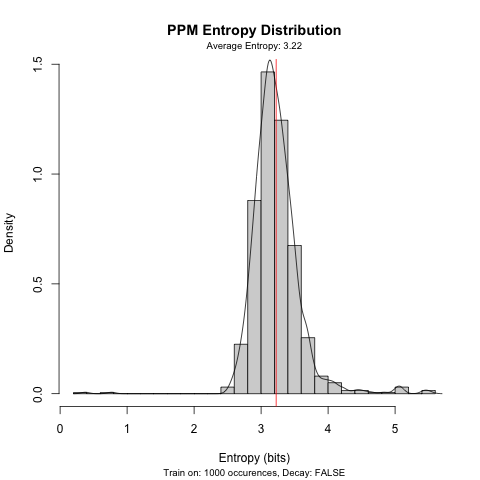 PPM Entropy Distribution
Average Entropy: 3.22
Density
1.5
1.0
0.5
0.0
0 1 2 3 4 5
Entropy (bits)
Train on: 1000 occurences, Decay: FALSE